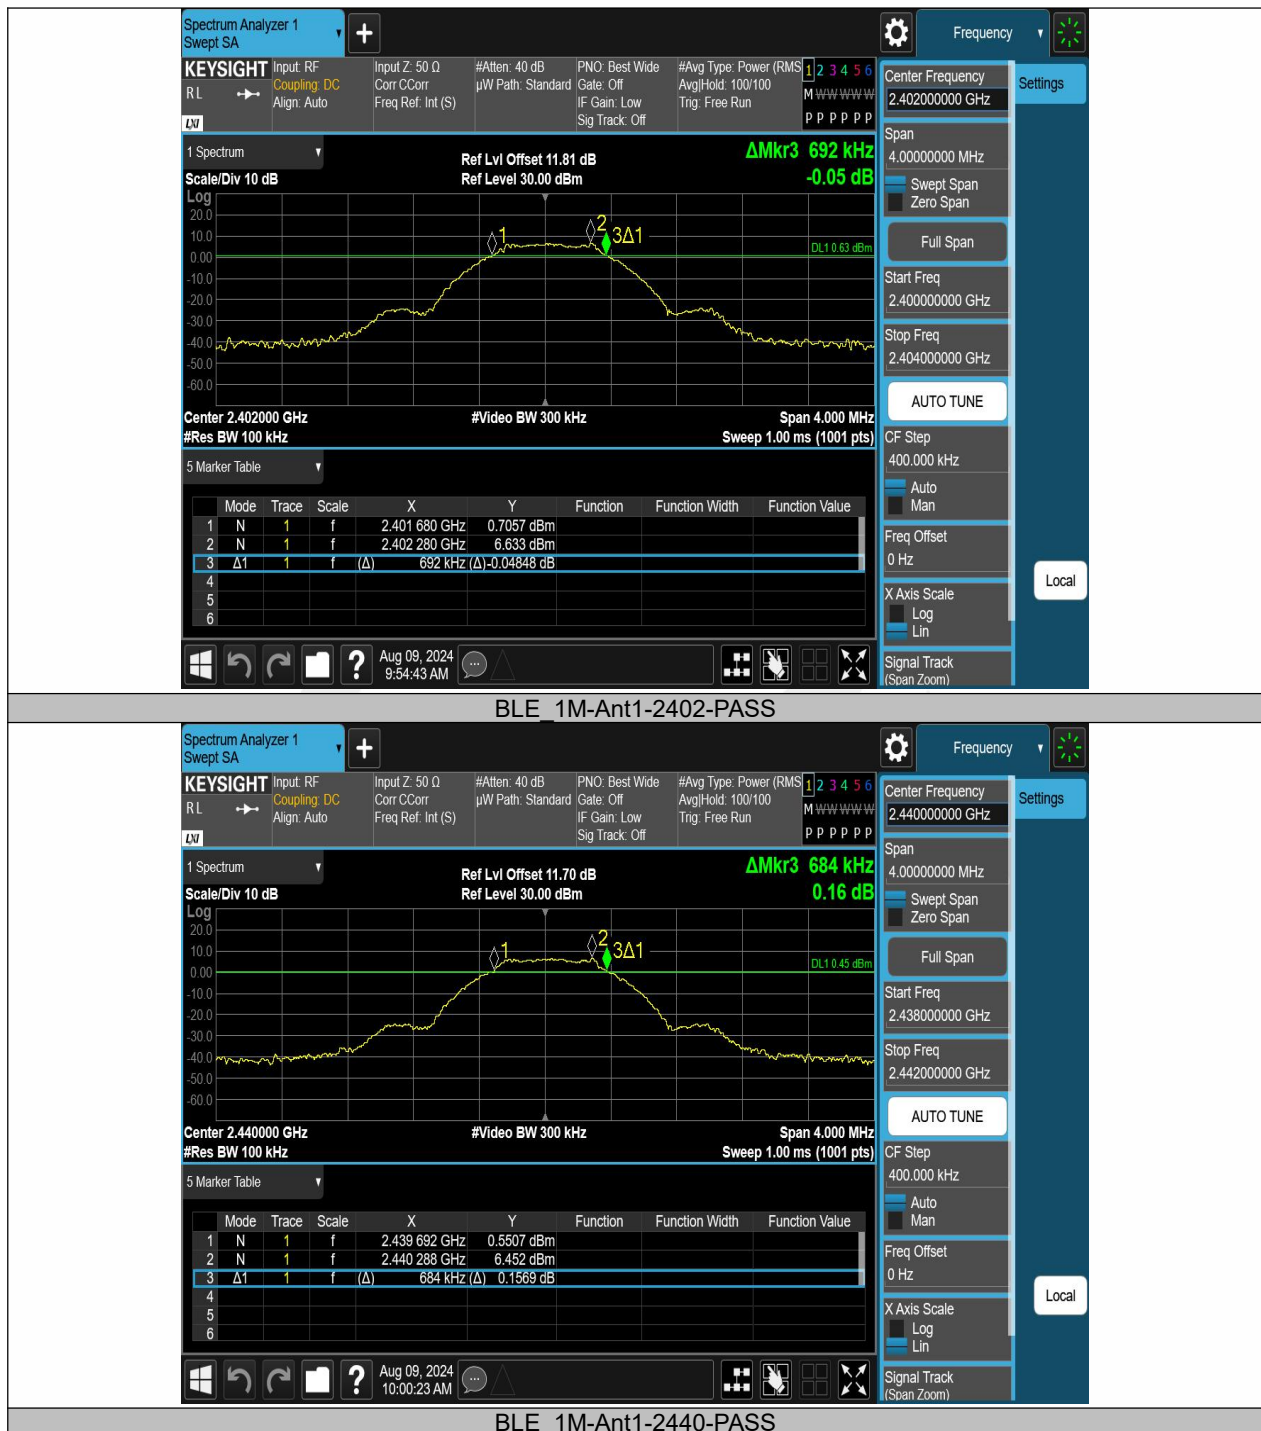 Spectrum Analyzer 1
Swept SA
Frequency
KEYSIGHT
RL
LXI
Input: RF
Coupling: DC
Align: Auto
Input Z: 50 Ω
Corr CCorr
Freq Ref: Int (S)
#Atten: 40 dB
µW Path: Standard
PNO: Best Wide
Gate: Off
IF Gain: Low
Sig Track: Off
#Avg Type: Power (RMS
Avg|Hold: 100/100
Trig: Free Run
1 2 3 4 5 6
M W W W W W
P P P P P P
1 Spectrum
Scale/Div 10 dB
Ref Lvl Offset 11.81 dB
Ref Level 30.00 dBm
ΔMkr3 692 kHz
-0.05 dB
Log
20.0
10.0
0.00
-10.0
-20.0
-30.0
-40.0
-50.0
-60.0
1
2
3Δ1
DL1 0.63 dBm
Center 2.402000 GHz
#Video BW 300 kHz
Span 4.000 MHz
#Res BW 100 kHz
Sweep 1.00 ms (1001 pts)
5 Marker Table
Mode Trace Scale X Y Function Function Width Function Value
1 N 1 f 2.401 680 GHz 0.7057 dBm
2 N 1 f 2.402 280 GHz 6.633 dBm
3 Δ1 1 f (Δ) 692 kHz (Δ) -0.04848 dB
4
5
6
Aug 09, 2024
9:54:43 AM
Center Frequency
2.402000000 GHz
Settings
Span
4.00000000 MHz
Swept Span
Zero Span
Full Span
Start Freq
2.400000000 GHz
Stop Freq
2.404000000 GHz
AUTO TUNE
CF Step
400.000 kHz
Auto
Man
Freq Offset
0 Hz
Local
X Axis Scale
Log
Lin
Signal Track
(Span Zoom)
BLE_1M-Ant1-2402-PASS
Spectrum Analyzer 1
Swept SA
Frequency
KEYSIGHT
RL
LXI
Input: RF
Coupling: DC
Align: Auto
Input Z: 50 Ω
Corr CCorr
Freq Ref: Int (S)
#Atten: 40 dB
µW Path: Standard
PNO: Best Wide
Gate: Off
IF Gain: Low
Sig Track: Off
#Avg Type: Power (RMS
Avg|Hold: 100/100
Trig: Free Run
1 2 3 4 5 6
M W W W W W
P P P P P P
1 Spectrum
Scale/Div 10 dB
Ref Lvl Offset 11.70 dB
Ref Level 30.00 dBm
ΔMkr3 684 kHz
0.16 dB
Log
20.0
10.0
0.00
-10.0
-20.0
-30.0
-40.0
-50.0
-60.0
1
2
3Δ1
DL1 0.45 dBm
Center 2.440000 GHz
#Video BW 300 kHz
Span 4.000 MHz
#Res BW 100 kHz
Sweep 1.00 ms (1001 pts)
5 Marker Table
Mode Trace Scale X Y Function Function Width Function Value
1 N 1 f 2.439 692 GHz 0.5507 dBm
2 N 1 f 2.440 288 GHz 6.452 dBm
3 Δ1 1 f (Δ) 684 kHz (Δ) 0.1569 dB
4
5
6
Aug 09, 2024
10:00:23 AM
Center Frequency
2.440000000 GHz
Settings
Span
4.00000000 MHz
Swept Span
Zero Span
Full Span
Start Freq
2.438000000 GHz
Stop Freq
2.442000000 GHz
AUTO TUNE
CF Step
400.000 kHz
Auto
Man
Freq Offset
0 Hz
Local
X Axis Scale
Log
Lin
Signal Track
(Span Zoom)
BLE_1M-Ant1-2440-PASS